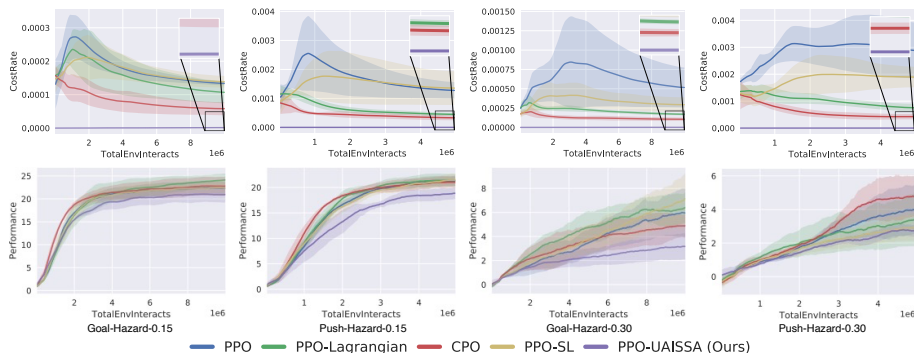 0.0003
0.0002
0.0001
0.0000
CostRate
2 4 6 8
TotalEnvInteracts 1e6
0.004
0.003
0.002
0.001
0.000
CostRate
1 2 3 4
TotalEnvInteracts 1e6
0.00150
0.00125
0.00100
0.00075
0.00050
0.00025
0.00000
CostRate
2 4 6 8
TotalEnvInteracts 1e6
0.004
0.003
0.002
0.001
0.000
CostRate
1 2 3 4
TotalEnvInteracts 1e6
25
20
15
10
5
0
Performance
2 4 6 8
TotalEnvInteracts 1e6
Goal-Hazard-0.15
20
15
10
5
0
Performance
1 2 3 4
TotalEnvInteracts 1e6
Push-Hazard-0.15
8
6
4
2
0
Performance
2 4 6 8
TotalEnvInteracts 1e6
Goal-Hazard-0.30
6
4
2
0
Performance
1 2 3 4
TotalEnvInteracts 1e6
Push-Hazard-0.30
PPO PPO-Lagrangian CPO PPO-SL PPO-UAISSA (Ours)